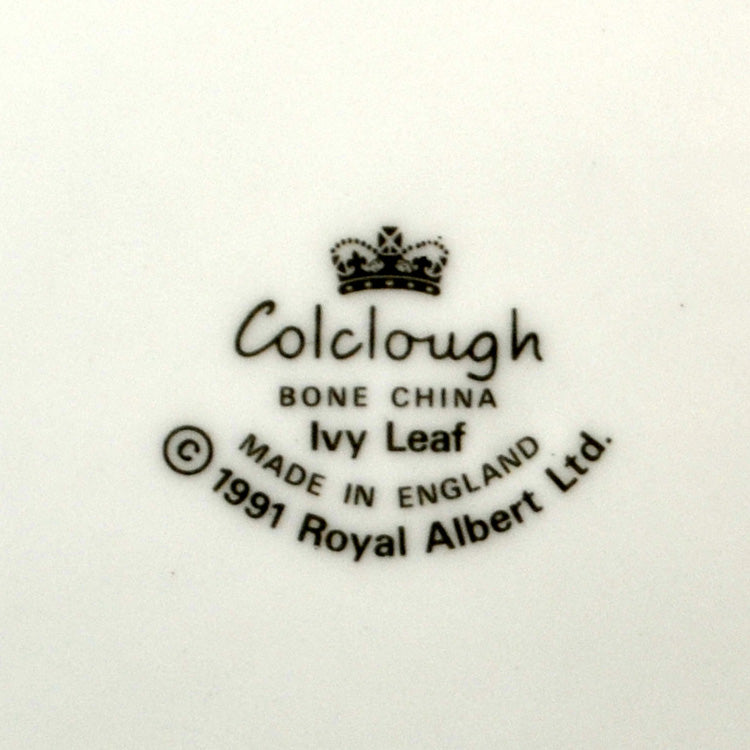 Colclough
BONE CHINA
Ivy Leaf
MADE IN ENGLAND
© 1991 Royal Albert Ltd.